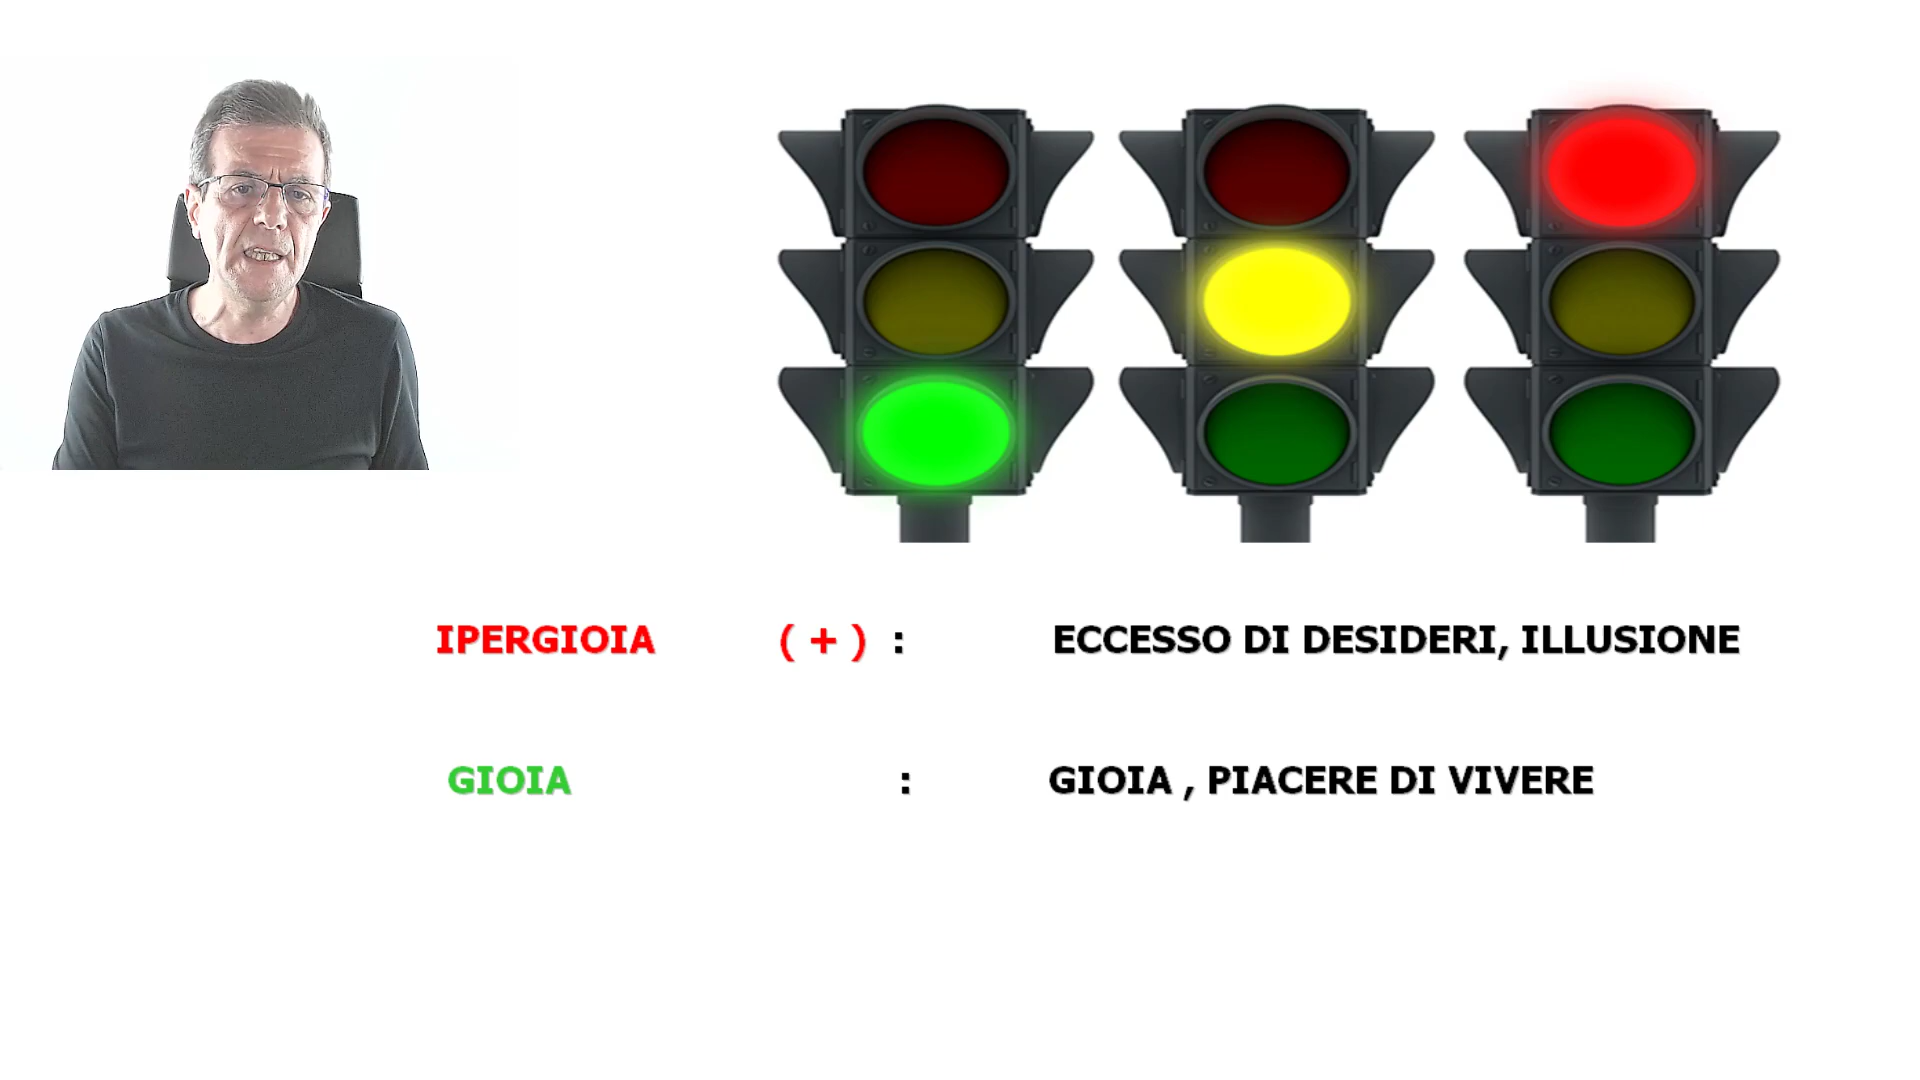 IPERGIOIA ( + ) : ECCESSO DI DESIDERI, ILLUSIONE
GIOIA : GIOIA , PIACERE DI VIVERE